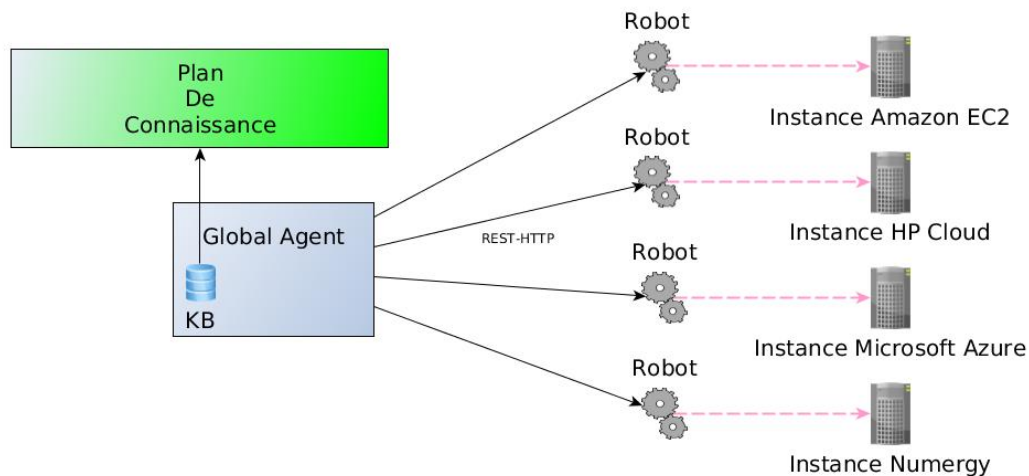 Plan
De
Connaissance
Global Agent
KB
REST-HTTP
Robot
Instance Amazon EC2
Robot
Instance HP Cloud
Robot
Instance Microsoft Azure
Robot
Instance Numergy